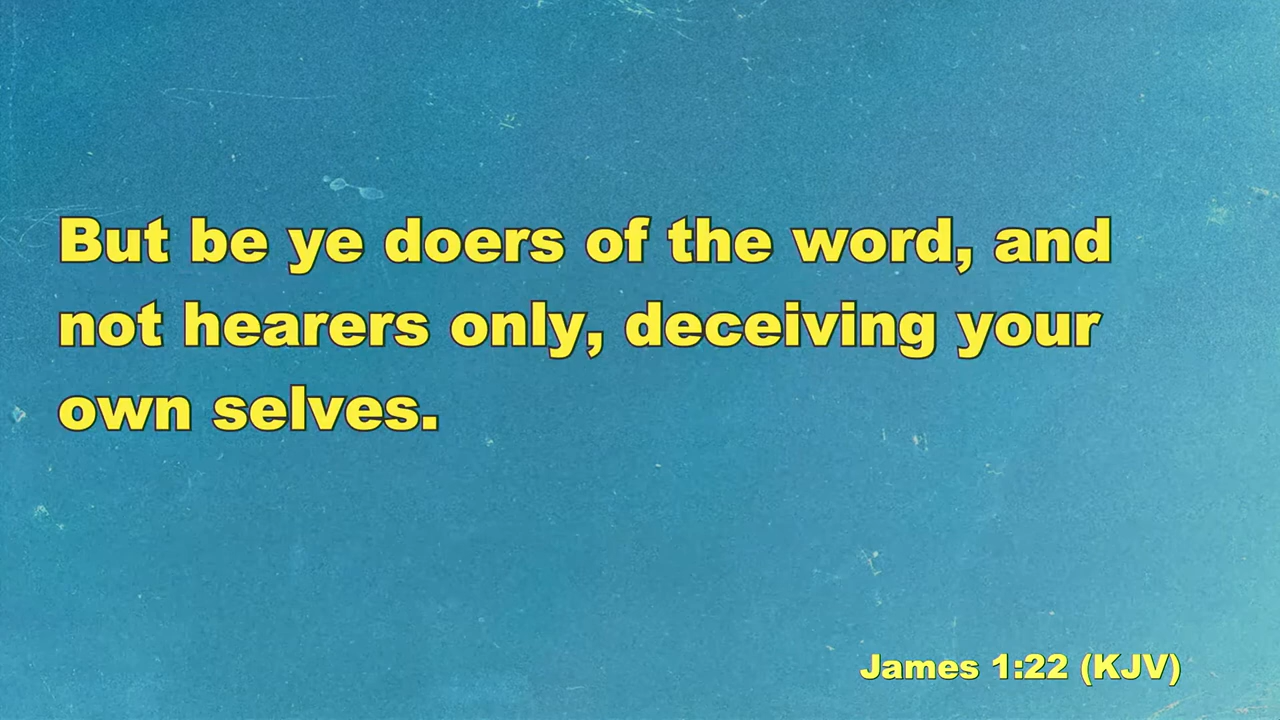 But be ye doers of the word, and
not hearers only, deceiving your
own selves.
James 1:22 (KJV)